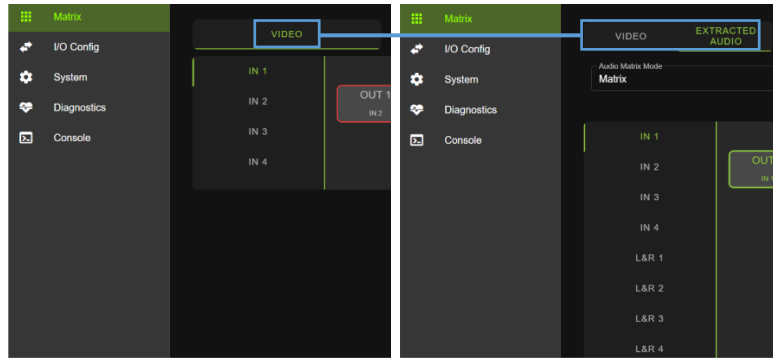 Matrix
I/O Config
System
Diagnostics
Console
VIDEO
IN 1
IN 2
IN 3
IN 4
OUT 1
IN 2
Matrix
I/O Config
System
Diagnostics
Console
VIDEO
EXTRACTED
AUDIO
Audio Matrix Mode
Matrix
IN 1
IN 2
IN 3
IN 4
L&R 1
L&R 2
L&R 3
L&R 4
OUT
IN 1